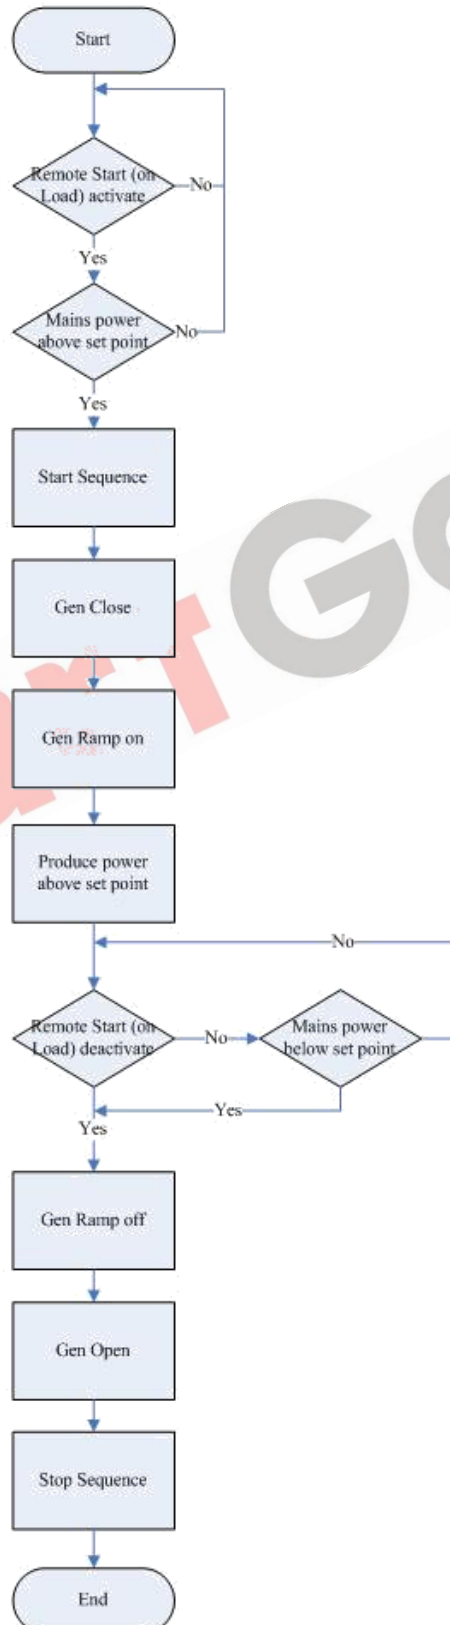 Start
Remote Start (on
Load) activate
No
Yes
Mains power
above set point
No
Yes
Start Sequence
Gen Close
Gen Ramp on
Produce power
above set point
No
Remote Start (on
Load) deactivate
No
Mains power
below set point
Yes
Yes
Gen Ramp off
Gen Open
Stop Sequence
End